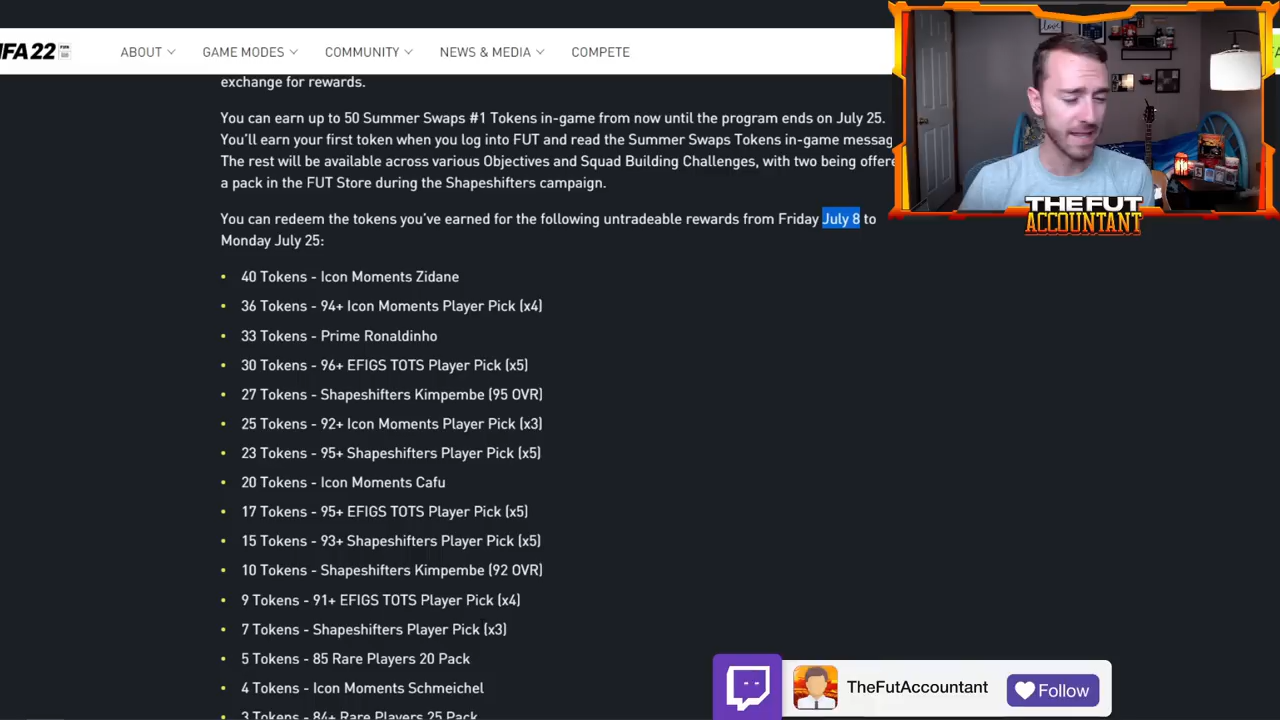 IFA 22
ABOUT
GAME MODES
COMMUNITY
NEWS & MEDIA
COMPETE
exchange for rewards.
You can earn up to 50 Summer Swaps #1 Tokens in-game from now until the program ends on July 25.
You'll earn your first token when you log into FUT and read the Summer Swaps Tokens in-game messag
The rest will be available across various Objectives and Squad Building Challenges, with two being offere
a pack in the FUT Store during the Shapeshifters campaign.
You can redeem the tokens you've earned for the following untradeable rewards from Friday July 8 to
Monday July 25:
40 Tokens - Icon Moments Zidane
36 Tokens - 94+ Icon Moments Player Pick (x4)
33 Tokens - Prime Ronaldinho
30 Tokens - 96+ EFIGS TOTS Player Pick (x5)
27 Tokens - Shapeshifters Kimpembe (95 OVR)
25 Tokens - 92+ Icon Moments Player Pick (x3)
23 Tokens - 95+ Shapeshifters Player Pick (x5)
20 Tokens - Icon Moments Cafu
17 Tokens - 95+ EFIGS TOTS Player Pick (x5)
15 Tokens - 93+ Shapeshifters Player Pick (x5)
10 Tokens - Shapeshifters Kimpembe (92 OVR)
9 Tokens - 91+ EFIGS TOTS Player Pick (x4)
7 Tokens - Shapeshifters Player Pick (x3)
5 Tokens - 85 Rare Players 20 Pack
4 Tokens - Icon Moments Schmeichel
3 Tokens - 84+ Rare Players 25 Pack
THE FUT
ACCOUNTANT
TheFutAccountant
Follow